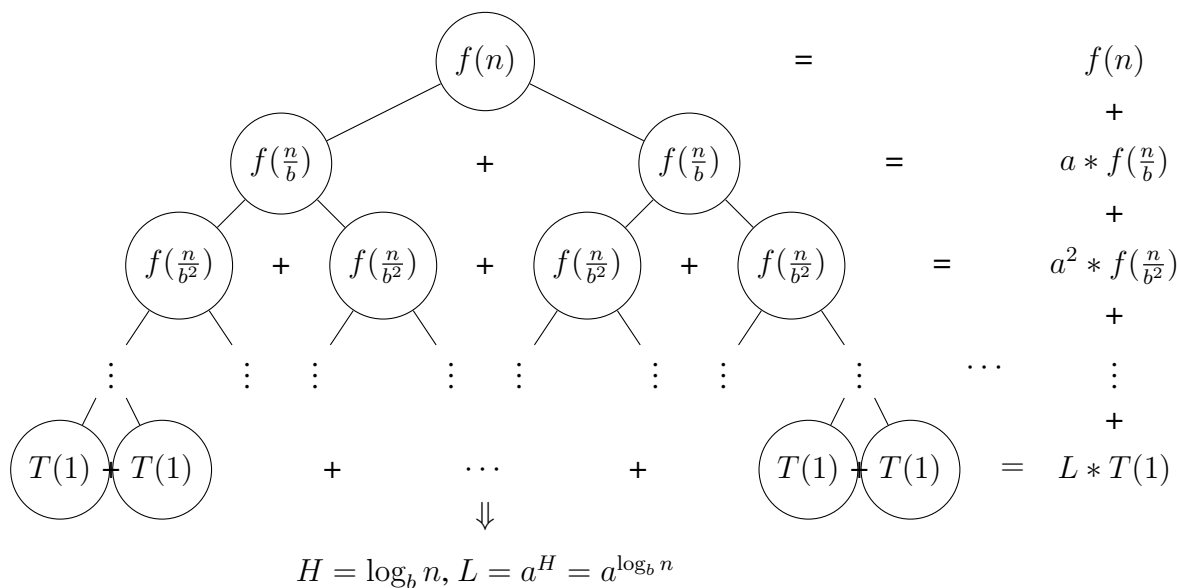 f(n) = f(n)
+
f(n/b) + f(n/b) = a * f(n/b)
+
f(n/b²) + f(n/b²) + f(n/b²) + f(n/b²) = a² * f(n/b²)
+
⋮ ⋮ ⋮ ⋮ ⋮ ⋮ ⋮ ⋮ ⋯ ⋮
+
T(1) + T(1) + ⋯ + T(1) + T(1) = L * T(1)
⇓
H = log_b n, L = a^H = a^{log_b n}